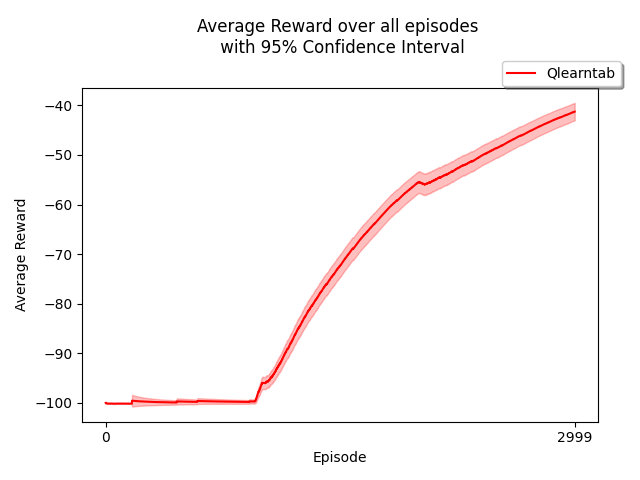 Average Reward over all episodes
with 95% Confidence Interval
Qlearntab
−40
−50
−60
−70
−80
−90
−100
Average Reward
0
2999
Episode